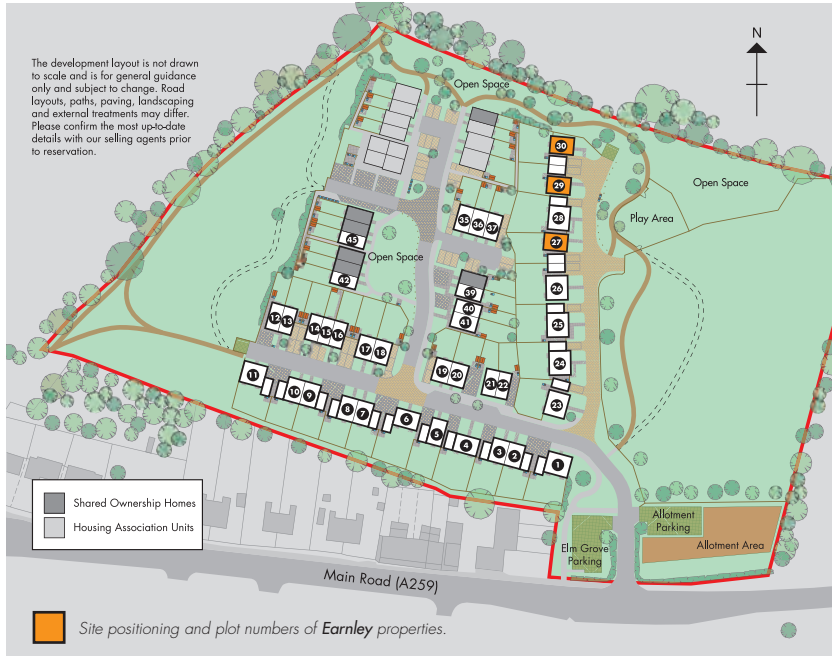 The development layout is not drawn
to scale and is for general guidance
only and subject to change. Road
layouts, paths, paving, landscaping
and external treatments may differ.
Please confirm the most up-to-date
details with our selling agents prior
to reservation.
N
Open Space
Open Space
Play Area
Open Space
30
29
28
27
26
25
24
23
35 36 37
45
42
39
40
41
12 13
14 15 16
17 18
19 20
21 22
11
10 9
8 7
6
5
4
3 2
1
Shared Ownership Homes
Housing Association Units
Allotment
Parking
Allotment Area
Elm Grove
Parking
Main Road (A259)
Site positioning and plot numbers of Earnley properties.